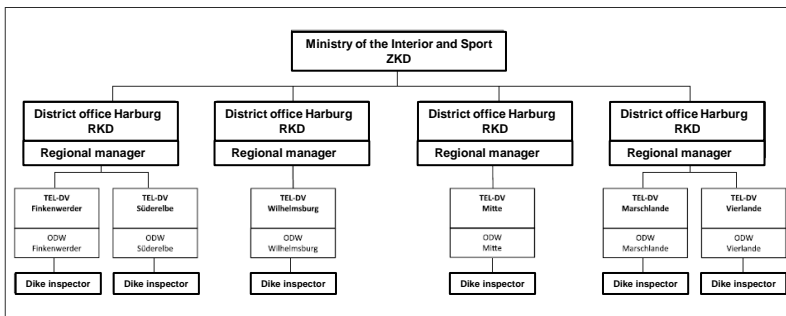 Ministry of the Interior and Sport
ZKD
District office Harburg
RKD
Regional manager
District office Harburg
RKD
Regional manager
District office Harburg
RKD
Regional manager
District office Harburg
RKD
Regional manager
TEL-DV
Finkenwerder
ODW
Finkenwerder
Dike inspector
TEL-DV
Süderelbe
ODW
Süderelbe
Dike inspector
TEL-DV
Wilhelmsburg
ODW
Wilhelmsburg
Dike inspector
TEL-DV
Mitte
ODW
Mitte
Dike inspector
TEL-DV
Marschlande
ODW
Marschlande
Dike inspector
TEL-DV
Vierlande
ODW
Vierlande
Dike inspector